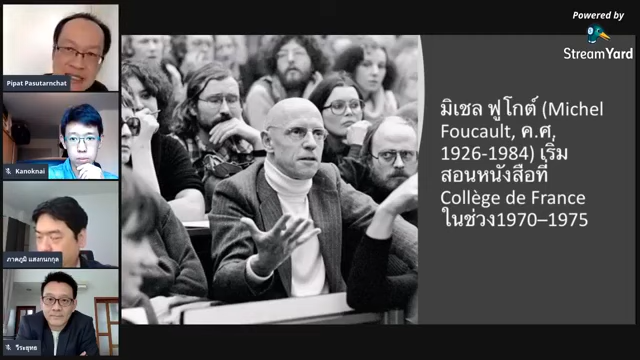 Powered by
StreamYard
Pipat Pasutarnchat
Kanoknai
ภาคภูมิ แสงกนกกุล
วีระยุทธ
มิเชล ฟูโกต์ (Michel
Foucault, ค.ศ.
1926-1984) เริ่ม
สอนหนังสือที่
Collège de France
ในช่วง1970–1975